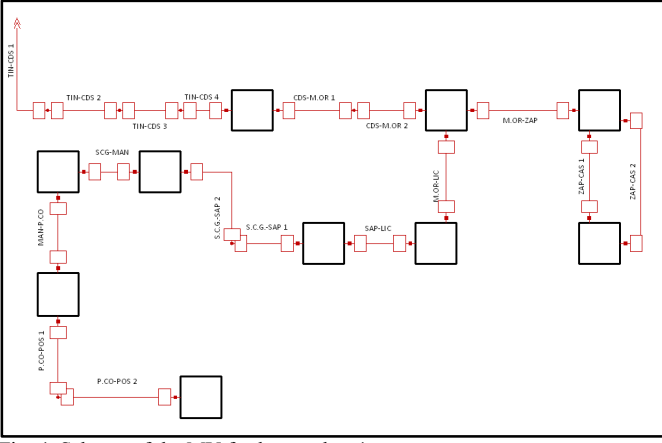 TIN-CDS 1
TIN-CDS 2
TIN-CDS 3
TIN-CDS 4
CDS-M.OR 1
CDS-M.OR 2
M.OR-ZAP
ZAP-CAS 1
ZAP-CAS 2
M.OR-LIC
SCG-MAN
MAN-P.CO
S.C.G.-SAP 2
S.C.G.-SAP 1
SAP-LIC
P.CO-POS 1
P.CO-POS 2